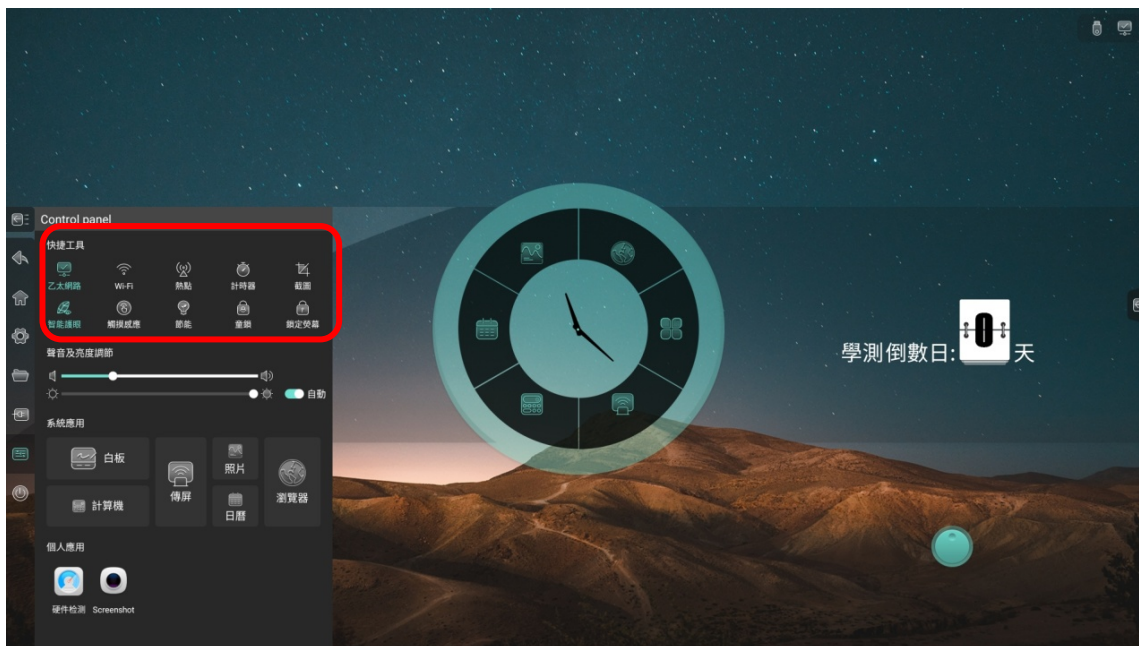 Control panel
快捷工具
乙太網路 Wi-Fi 熱點 計時器 截圖
智能護眼 觸摸感應 節能 童鎖 鎖定熒幕
聲音及亮度調節
自動
系統應用
白板 傳屏 照片 瀏覽器
計算機 日曆
個人應用
硬件检测 Screenshot
學測倒數日: 0 天